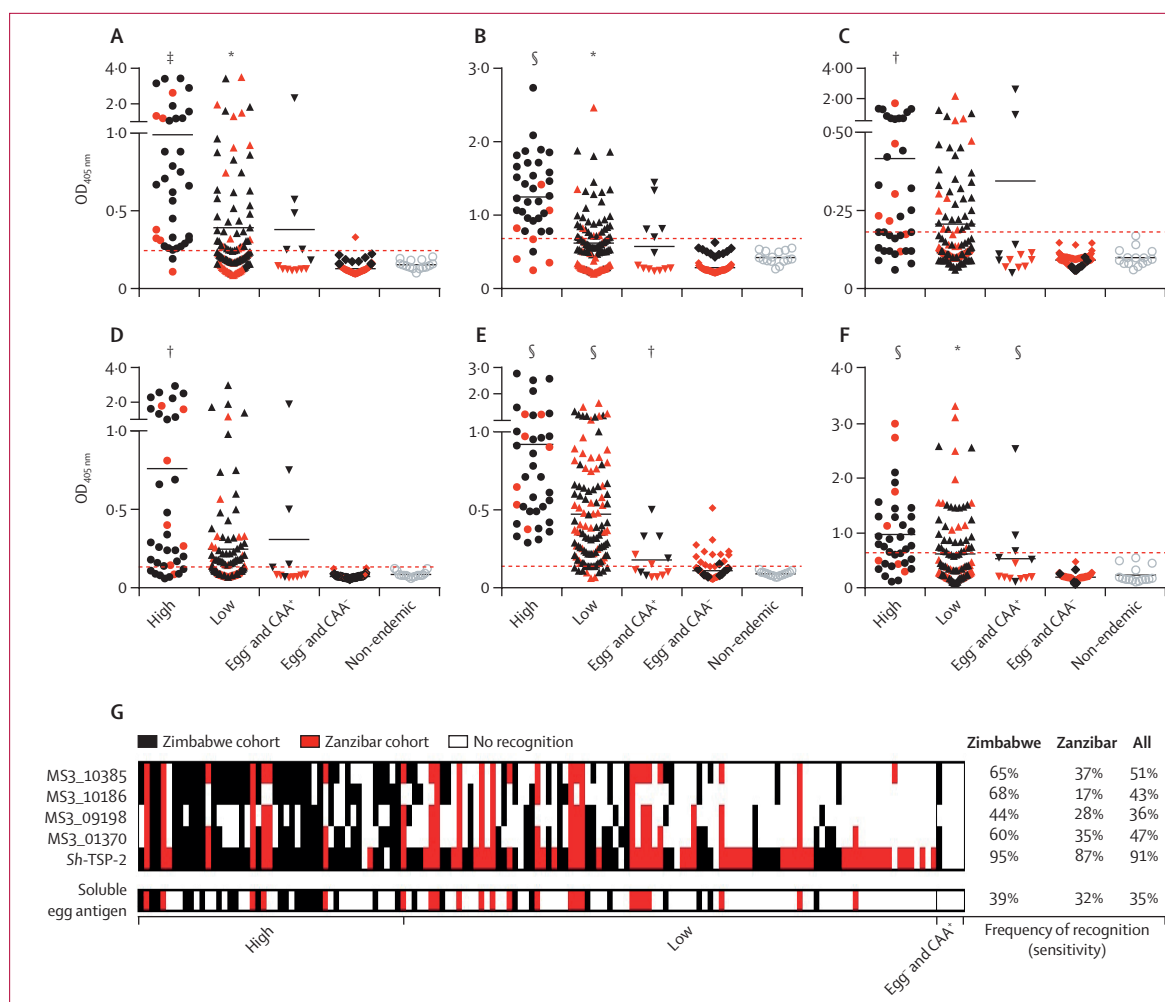 A B C
‡ * § * †
4·0 3·0 4·00
2·0 2·00
1·0 2·0 0·50
OD405 nm
0·5 1·0 0·25
0 0 0
D E F
† § § † § * §
4·0 3·0 4·0
2·0 2·0
1·0 1·0 3·0
2·0
OD405 nm
0·5 0·5 1·0
0 0 0
High Low Egg⁻ and CAA⁺ Egg⁻ and CAA⁻ Non-endemic High Low Egg⁻ and CAA⁺ Egg⁻ and CAA⁻ Non-endemic High Low Egg⁻ and CAA⁺ Egg⁻ and CAA⁻ Non-endemic
G
Zimbabwe cohort Zanzibar cohort No recognition Zimbabwe Zanzibar All
MS3_10385 65% 37% 51%
MS3_10186 68% 17% 43%
MS3_09198 44% 28% 36%
MS3_01370 60% 35% 47%
Sh-TSP-2 95% 87% 91%
Soluble
egg antigen 39% 32% 35%
High Low Egg⁻ and CAA⁺ Frequency of recognition
(sensitivity)